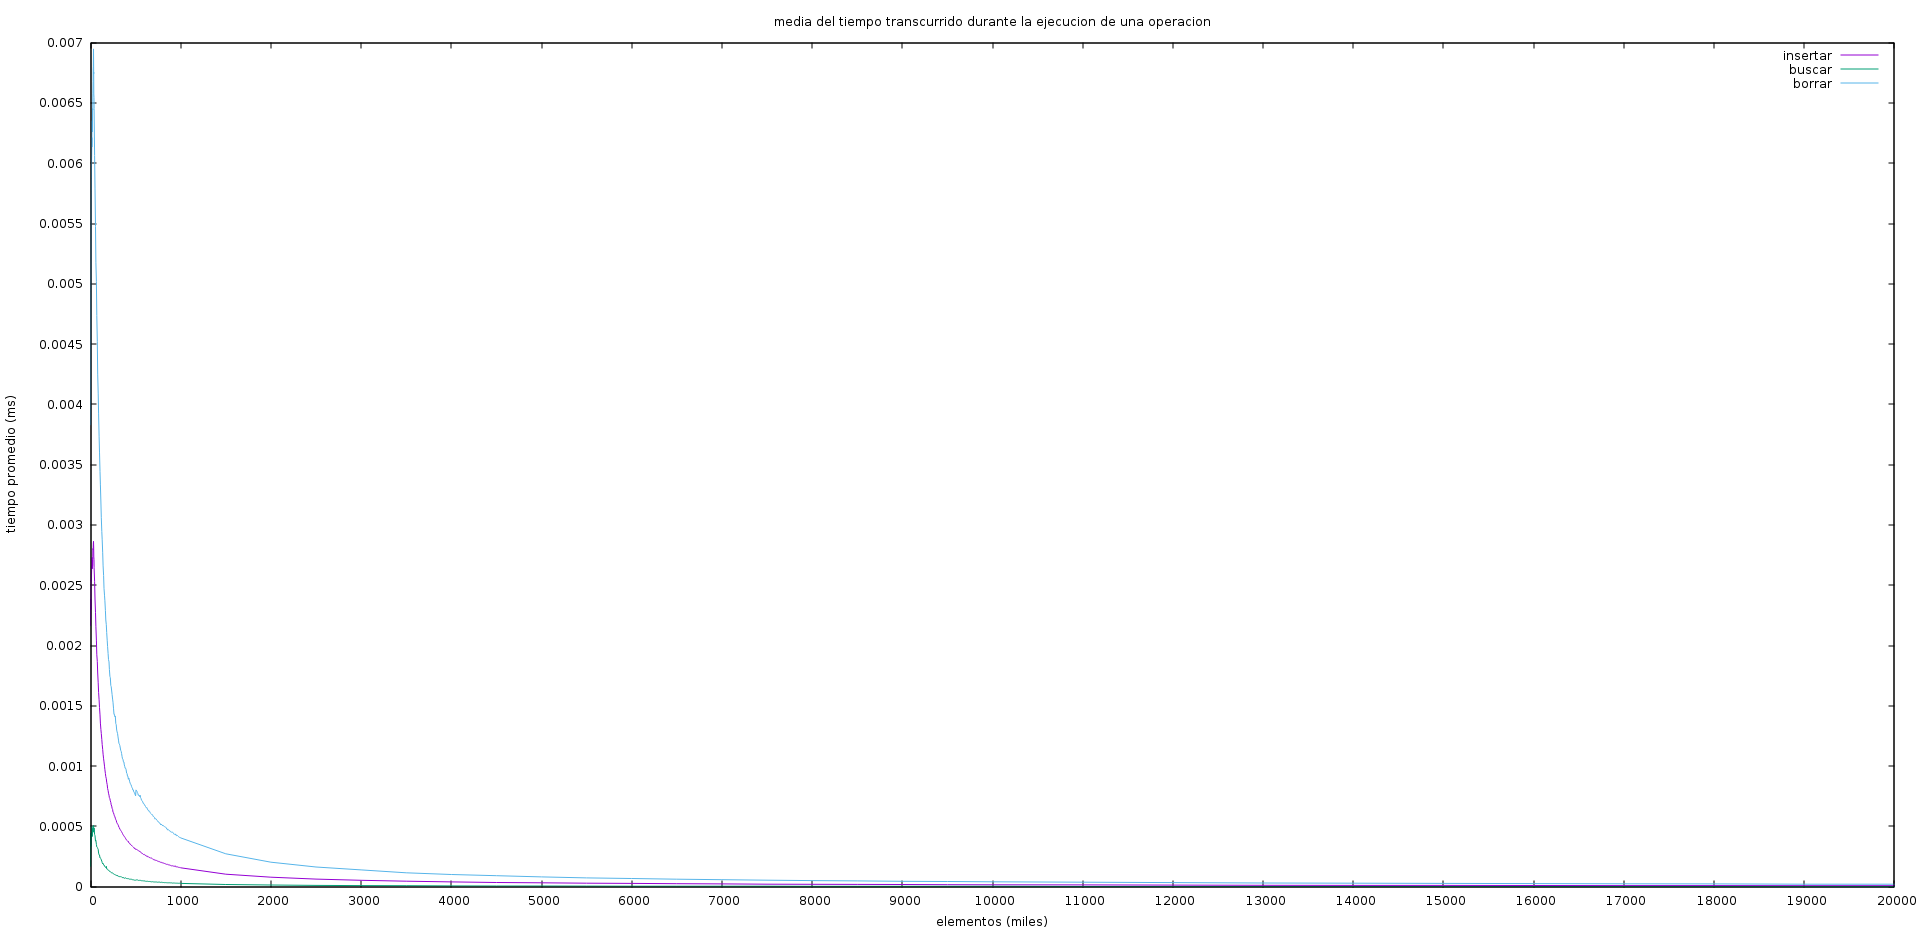 media del tiempo transcurrido durante la ejecucion de una operacion
insertar
buscar
borrar
0.007
0.0065
0.006
0.0055
0.005
0.0045
0.004
0.0035
0.003
0.0025
0.002
0.0015
0.001
0.0005
0
tiempo promedio (ms)
0 1000 2000 3000 4000 5000 6000 7000 8000 9000 10000 11000 12000 13000 14000 15000 16000 17000 18000 19000 20000
elementos (miles)